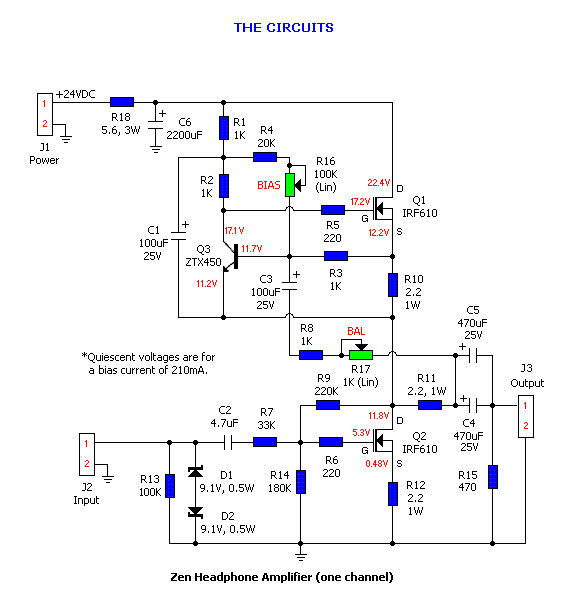 THE CIRCUITS
+24VDC
1
2
J1
Power
R18
5.6, 3W
+
C6
2200uF
R1
1K
R4
20K
R16
100K
(Lin)
BIAS
R2
1K
22.4V
D
Q1
IRF610
17.2V
G
S
12.2V
R5
220
+
C1
100uF
25V
17.1V
Q3
ZTX450
11.7V
11.2V
R3
1K
+
C3
100uF
25V
R10
2.2
1W
R8
1K
BAL
R17
1K (Lin)
C5
470uF
25V
+
*Quiescent voltages are for
a bias current of 210mA.
R9
220K
R11
2.2, 1W
+
C4
470uF
25V
J3
Output
1
2
11.8V
D
Q2
IRF610
5.3V
G
S
0.48V
C2
4.7uF
R7
33K
R6
220
1
2
J2
Input
R13
100K
D1
9.1V, 0.5W
D2
9.1V, 0.5W
R14
180K
R12
2.2
1W
R15
470
Zen Headphone Amplifier (one channel)